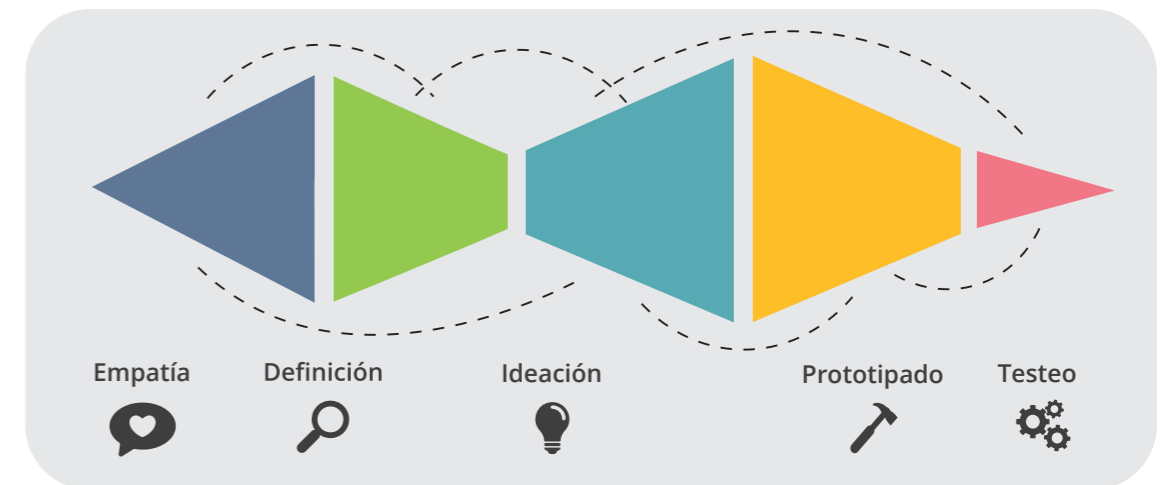 Empatía
Definición
Ideación
Prototipado
Testeo